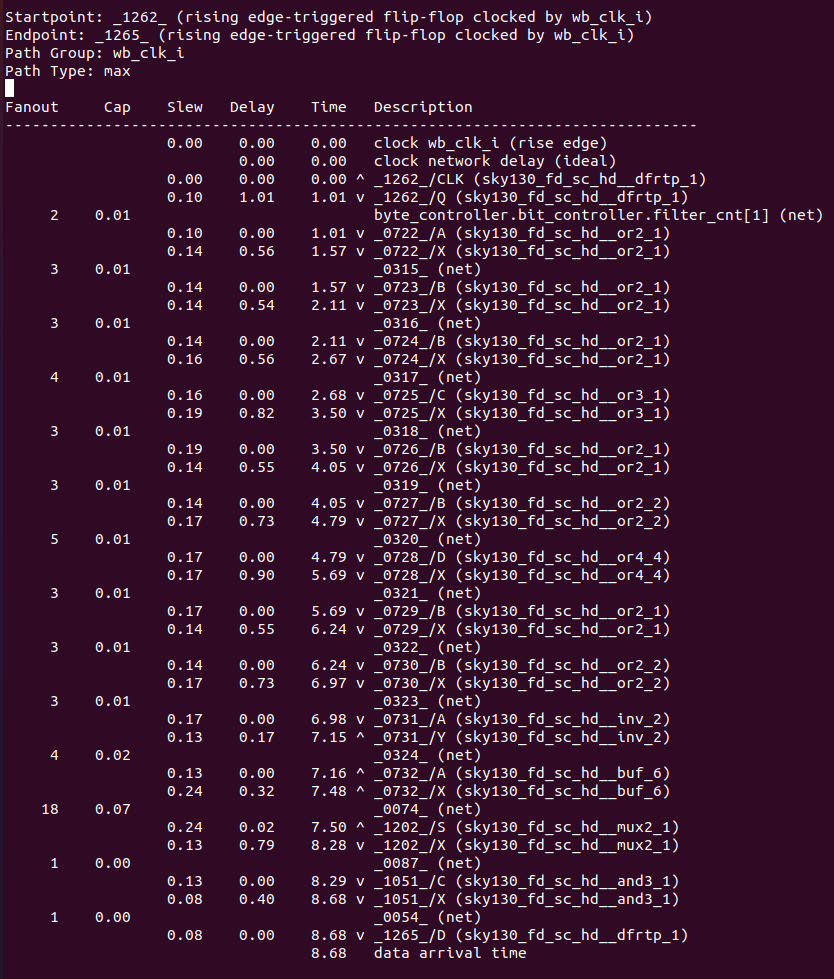 Startpoint: _1262_ (rising edge-triggered flip-flop clocked by wb_clk_i)
Endpoint: _1265_ (rising edge-triggered flip-flop clocked by wb_clk_i)
Path Group: wb_clk_i
Path Type: max
Fanout     Cap    Slew   Delay    Time   Description
-----------------------------------------------------------------------------
                  0.00    0.00    0.00   clock wb_clk_i (rise edge)
                          0.00    0.00   clock network delay (ideal)
                  0.00    0.00    0.00 ^ _1262_/CLK (sky130_fd_sc_hd__dfrtp_1)
                  0.10    1.01    1.01 v _1262_/Q (sky130_fd_sc_hd__dfrtp_1)
     2    0.01                           byte_controller.bit_controller.filter_cnt[1] (net)
                  0.10    0.00    1.01 v _0722_/A (sky130_fd_sc_hd__or2_1)
                  0.14    0.56    1.57 v _0722_/X (sky130_fd_sc_hd__or2_1)
     3    0.01                           _0315_ (net)
                  0.14    0.00    1.57 v _0723_/B (sky130_fd_sc_hd__or2_1)
                  0.14    0.54    2.11 v _0723_/X (sky130_fd_sc_hd__or2_1)
     3    0.01                           _0316_ (net)
                  0.14    0.00    2.11 v _0724_/B (sky130_fd_sc_hd__or2_1)
                  0.16    0.56    2.67 v _0724_/X (sky130_fd_sc_hd__or2_1)
     4    0.01                           _0317_ (net)
                  0.16    0.00    2.68 v _0725_/C (sky130_fd_sc_hd__or3_1)
                  0.19    0.82    3.50 v _0725_/X (sky130_fd_sc_hd__or3_1)
     3    0.01                           _0318_ (net)
                  0.19    0.00    3.50 v _0726_/B (sky130_fd_sc_hd__or2_1)
                  0.14    0.55    4.05 v _0726_/X (sky130_fd_sc_hd__or2_1)
     3    0.01                           _0319_ (net)
                  0.14    0.00    4.05 v _0727_/B (sky130_fd_sc_hd__or2_2)
                  0.17    0.73    4.79 v _0727_/X (sky130_fd_sc_hd__or2_2)
     5    0.01                           _0320_ (net)
                  0.17    0.00    4.79 v _0728_/D (sky130_fd_sc_hd__or4_4)
                  0.17    0.90    5.69 v _0728_/X (sky130_fd_sc_hd__or4_4)
     3    0.01                           _0321_ (net)
                  0.17    0.00    5.69 v _0729_/B (sky130_fd_sc_hd__or2_1)
                  0.14    0.55    6.24 v _0729_/X (sky130_fd_sc_hd__or2_1)
     3    0.01                           _0322_ (net)
                  0.14    0.00    6.24 v _0730_/B (sky130_fd_sc_hd__or2_2)
                  0.17    0.73    6.97 v _0730_/X (sky130_fd_sc_hd__or2_2)
     3    0.01                           _0323_ (net)
                  0.17    0.00    6.98 v _0731_/A (sky130_fd_sc_hd__inv_2)
                  0.13    0.17    7.15 ^ _0731_/Y (sky130_fd_sc_hd__inv_2)
     4    0.02                           _0324_ (net)
                  0.13    0.00    7.16 ^ _0732_/A (sky130_fd_sc_hd__buf_6)
                  0.24    0.32    7.48 ^ _0732_/X (sky130_fd_sc_hd__buf_6)
    18    0.07                           _0074_ (net)
                  0.24    0.02    7.50 ^ _1202_/S (sky130_fd_sc_hd__mux2_1)
                  0.13    0.79    8.28 v _1202_/X (sky130_fd_sc_hd__mux2_1)
     1    0.00                           _0087_ (net)
                  0.13    0.00    8.29 v _1051_/C (sky130_fd_sc_hd__and3_1)
                  0.08    0.40    8.68 v _1051_/X (sky130_fd_sc_hd__and3_1)
     1    0.00                           _0054_ (net)
                  0.08    0.00    8.68 v _1265_/D (sky130_fd_sc_hd__dfrtp_1)
                                  8.68   data arrival time